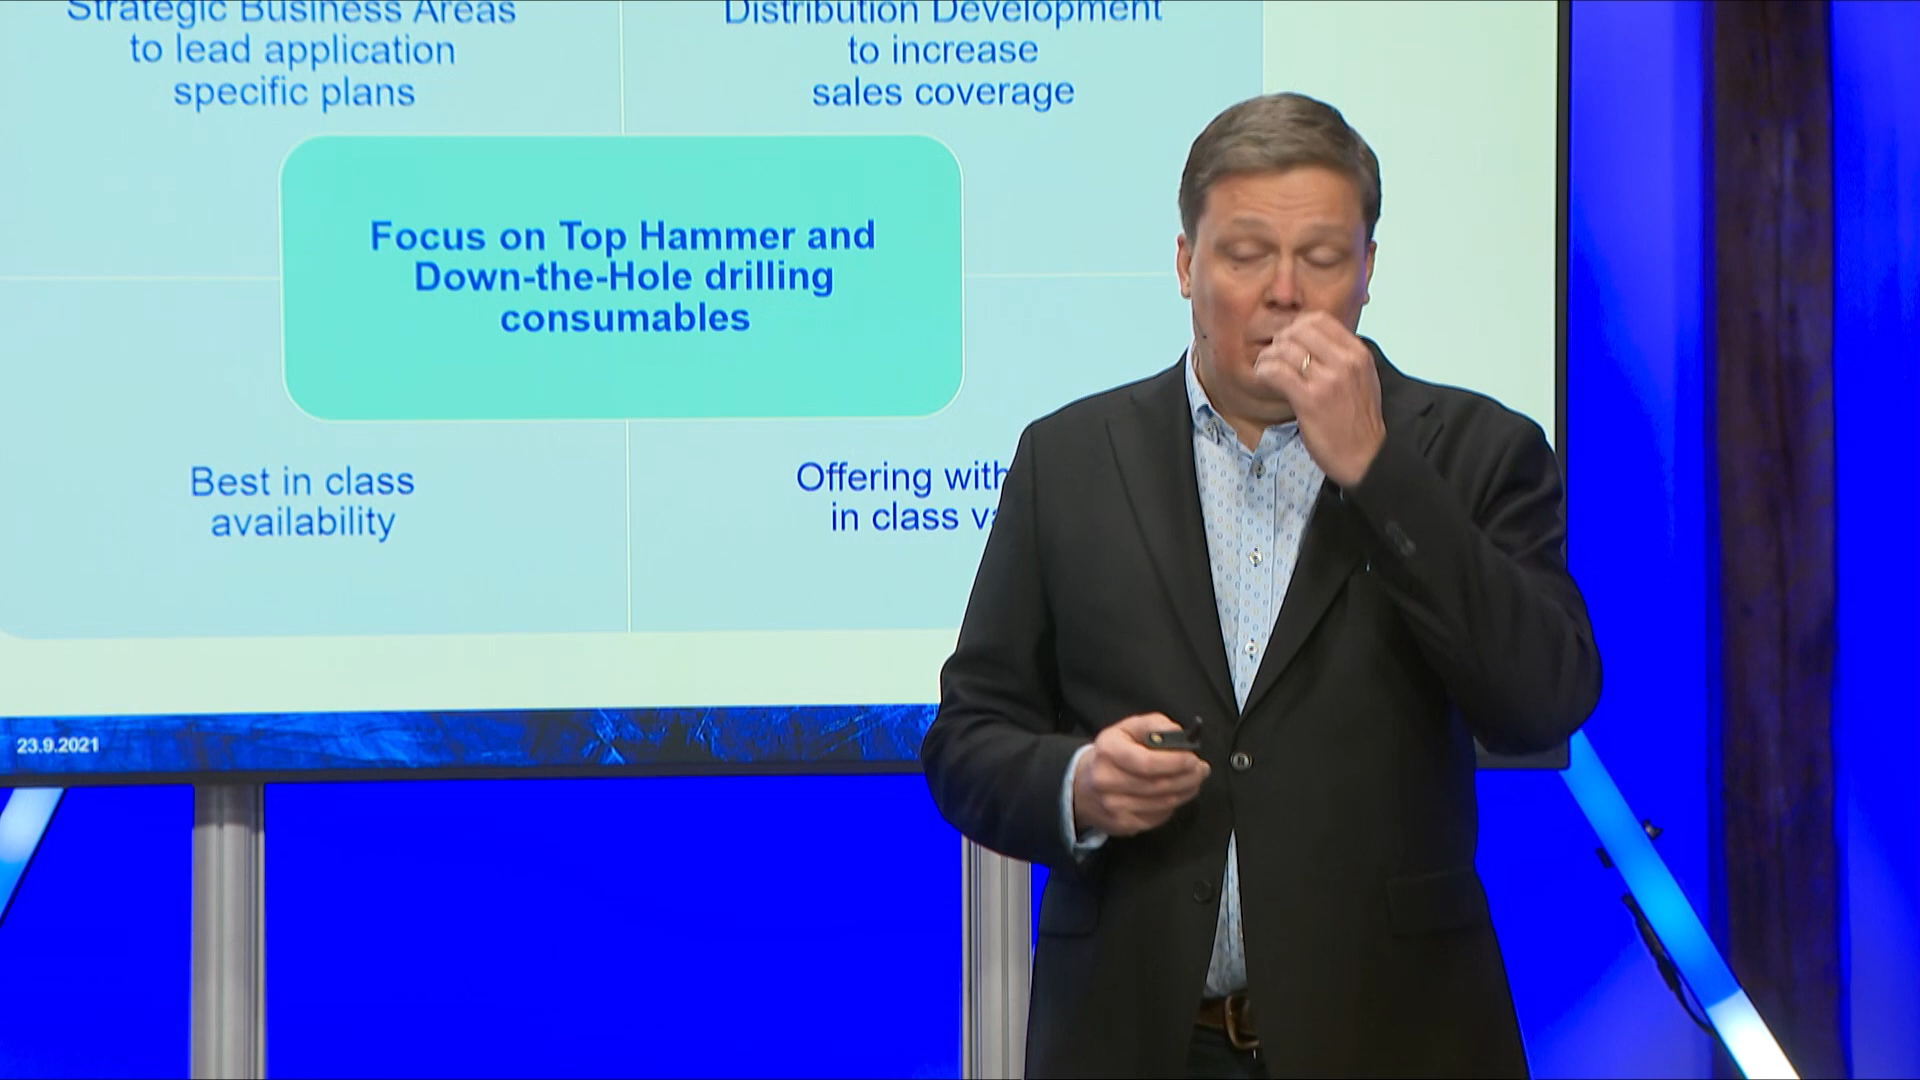 Strategic Business Areas
to lead application
specific plans
Distribution Development
to increase
sales coverage
Focus on Top Hammer and
Down-the-Hole drilling
consumables
Best in class
availability
Offering with
in class
23.9.2021